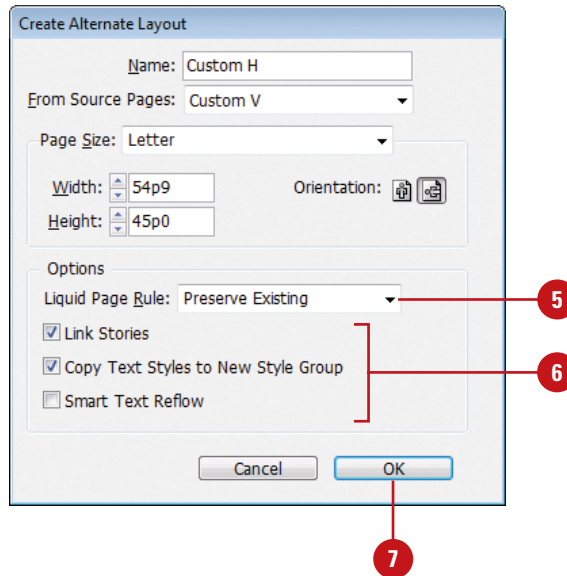 Create Alternate Layout
Name: Custom H
From Source Pages: Custom V
Page Size: Letter
Width: 54p9 Orientation:
Height: 45p0
Options
Liquid Page Rule: Preserve Existing 5
Link Stories
Copy Text Styles to New Style Group 6
Smart Text Reflow
Cancel OK
7